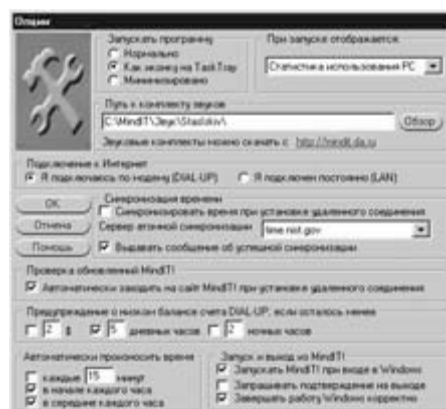 Опции
Запускать программу
Нормально
Как иконку на TaskTray
Минимизировано
При запуске отображается:
Статистика использования PC
Путь к комплекту звуков
C:\MindIT\Звук\Stas\skiv\
Обзор
Звуковые комплекты можно скачать с http://mindit.da.ru
Подключение к Интернет
Я подключаюсь по модему (DIAL-UP)
Я подключен постоянно (LAN)
OK
Отмена
Помощь
Синхронизация времени
Синхронизировать время при установке удаленного соединения
Сервер атомной синхронизации
time.nist.gov
Выдавать сообщение об успешной синхронизации
Проверка обновлений MindIT!
Автоматически заходить на сайт MindIT! при установке удаленного соединения
Предупреждение о низком балансе счета DIAL-UP, если осталось менее
2 $
5 дневных часов
2 ночных часов
Автоматически произносить время
каждые 15 минут
в начале каждого часа
в середине каждого часа
Запуск и выход из MindIT!
Запускать MindIT! при входе в Windows
Запрашивать подтверждение на выходе
Завершать работу Windows корректно